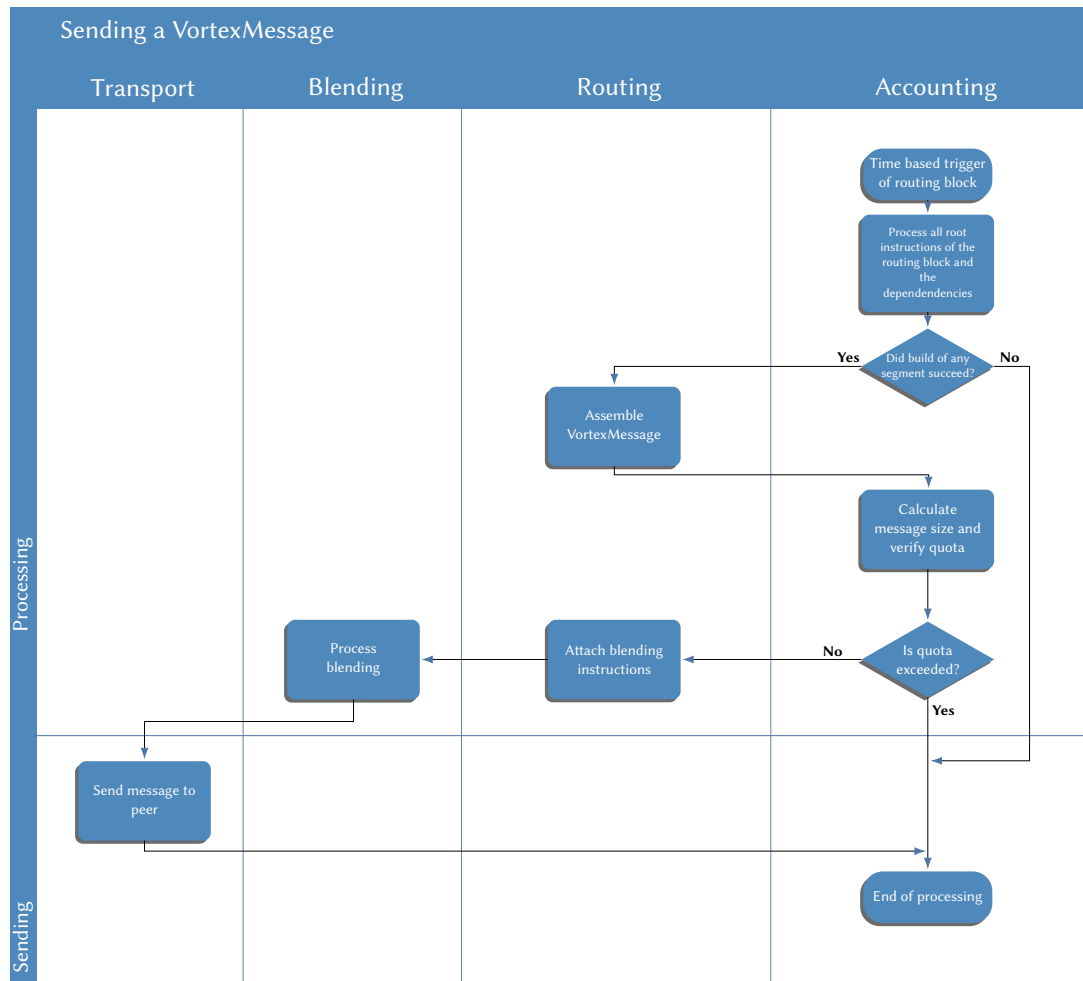 Sending a VortexMessage
Transport
Blending
Routing
Accounting
Time based trigger
of routing block
Process all root
instructions of the
routing block and
the
dependendencies
Did build of any
segment succeed?
Yes
No
Assemble
VortexMessage
Calculate
message size and
verify quota
Processing
Is quota
exceeded?
No
Yes
Attach blending
instructions
Process
blending
Send message to
peer
End of processing
Sending